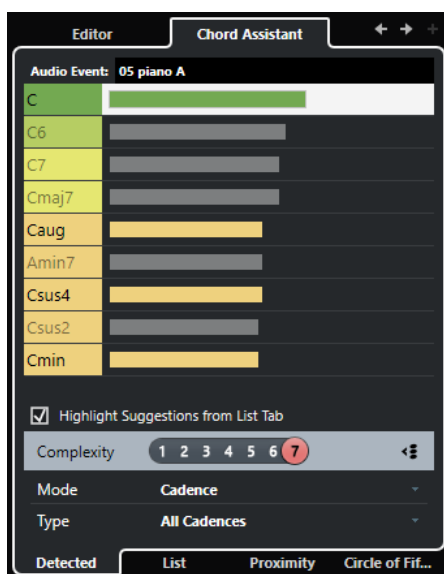 Editor Chord Assistant
Audio Event: 05 piano A
C
C6
C7
Cmaj7
Caug
Amin7
Csus4
Csus2
Cmin
Highlight Suggestions from List Tab
Complexity 1 2 3 4 5 6 7
Mode Cadence
Type All Cadences
Detected List Proximity Circle of Fif...